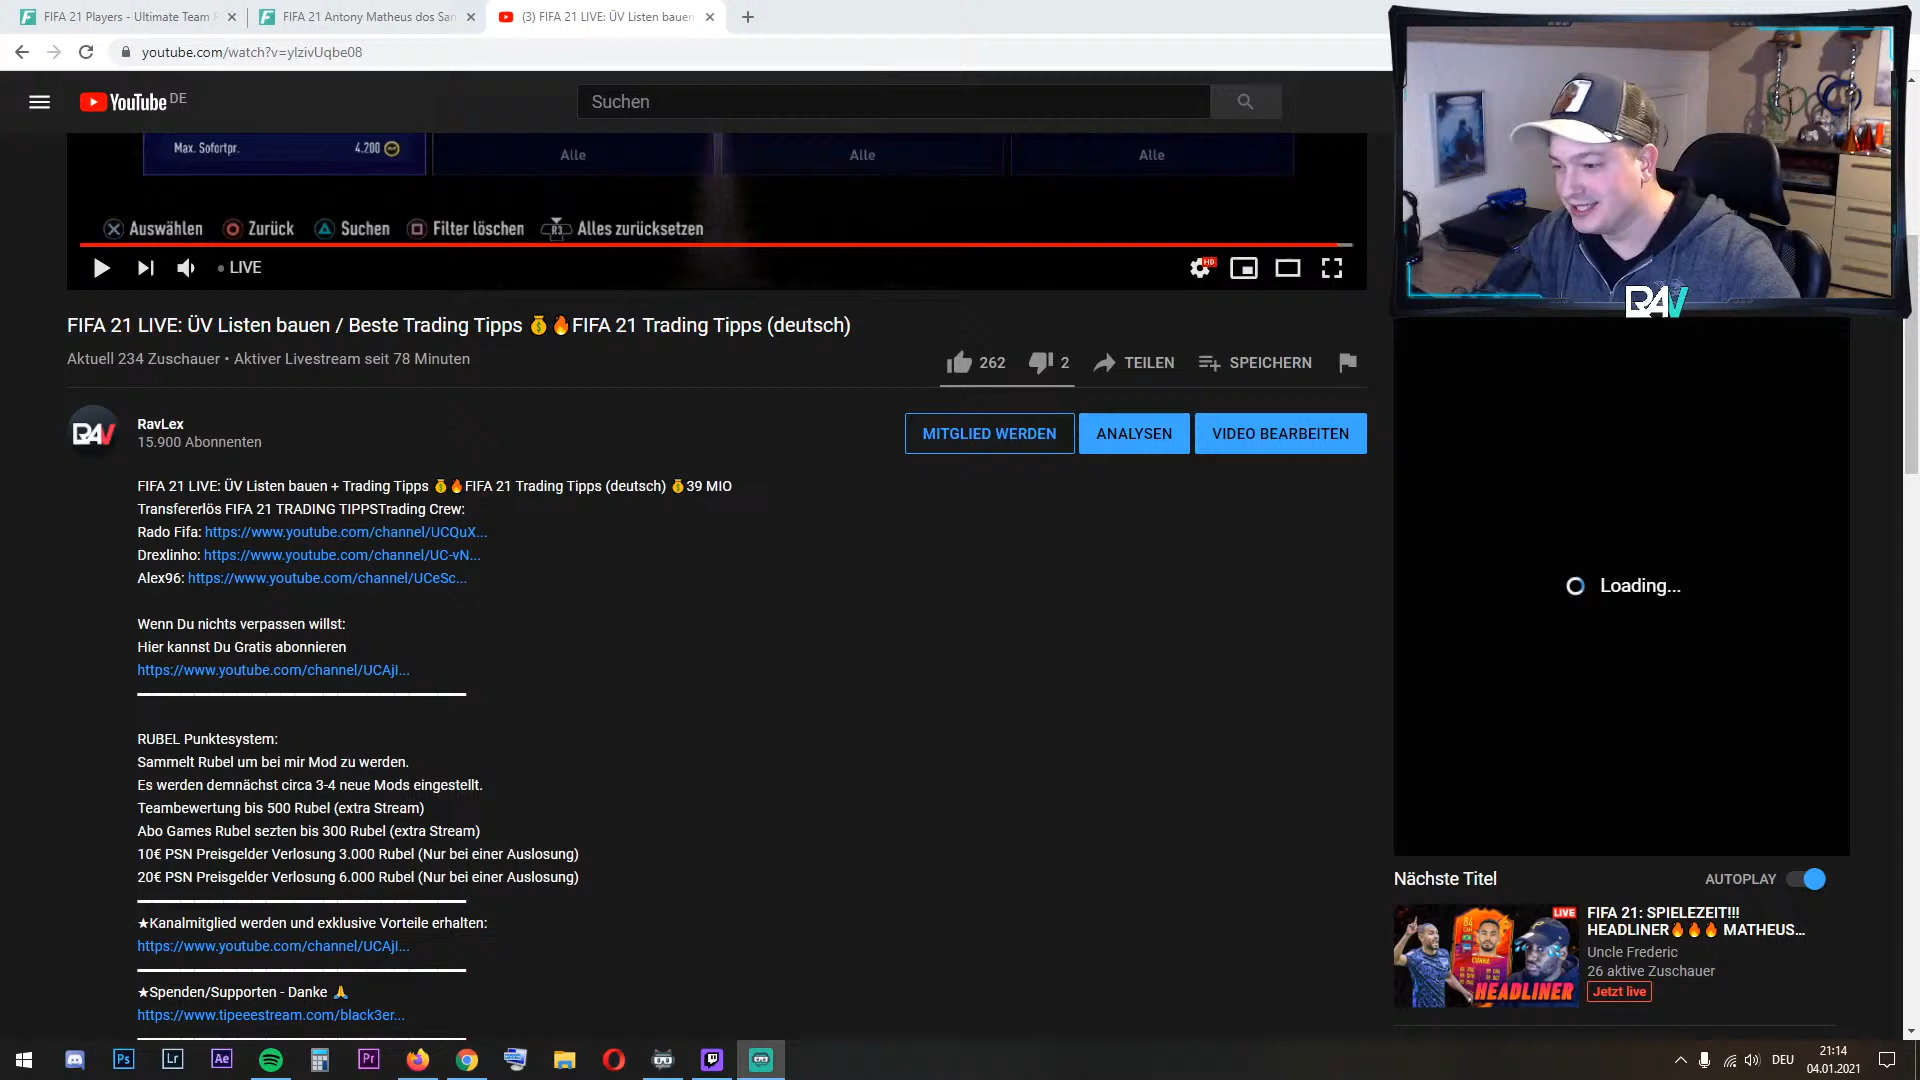 FIFA 21 Players - Ultimate Team
FIFA 21 Antony Matheus dos San
(3) FIFA 21 LIVE: ÜV Listen bauen
youtube.com/watch?v=ylzivUqbe08
YouTube DE
Suchen
Max. Sofortpr. 4.200
Alle Alle Alle
Auswählen Zurück Suchen Filter löschen R3 Alles zurücksetzen
LIVE
HD
RAV
FIFA 21 LIVE: ÜV Listen bauen / Beste Trading Tipps 💰🔥FIFA 21 Trading Tipps (deutsch)
Aktuell 234 Zuschauer • Aktiver Livestream seit 78 Minuten
262 2 TEILEN SPEICHERN
RAV
RavLex
15.900 Abonnenten
MITGLIED WERDEN ANALYSEN VIDEO BEARBEITEN
FIFA 21 LIVE: ÜV Listen bauen + Trading Tipps 💰🔥FIFA 21 Trading Tipps (deutsch) 💰39 MIO
Transfererlös FIFA 21 TRADING TIPPSTrading Crew:
Rado Fifa: https://www.youtube.com/channel/UCQuX...
Drexlinho: https://www.youtube.com/channel/UC-vN...
Alex96: https://www.youtube.com/channel/UCeSc...
Wenn Du nichts verpassen willst:
Hier kannst Du Gratis abonnieren
https://www.youtube.com/channel/UCAjI...
RUBEL Punktesystem:
Sammelt Rubel um bei mir Mod zu werden.
Es werden demnächst circa 3-4 neue Mods eingestellt.
Teambewertung bis 500 Rubel (extra Stream)
Abo Games Rubel sezten bis 300 Rubel (extra Stream)
10€ PSN Preisgelder Verlosung 3.000 Rubel (Nur bei einer Auslosung)
20€ PSN Preisgelder Verlosung 6.000 Rubel (Nur bei einer Auslosung)
★Kanalmitglied werden und exklusive Vorteile erhalten:
https://www.youtube.com/channel/UCAjI...
★Spenden/Supporten - Danke 🙏
https://www.tipeeestream.com/black3er...
Loading...
Nächste Titel AUTOPLAY
LIVE
CUNHA
HEADLINER
FIFA 21: SPIELEZEIT!!!
HEADLINER🔥🔥🔥 MATHEUS...
Uncle Frederic
26 aktive Zuschauer
Jetzt live
Ps Lr Ae Pr
DEU
21:14
04.01.2021